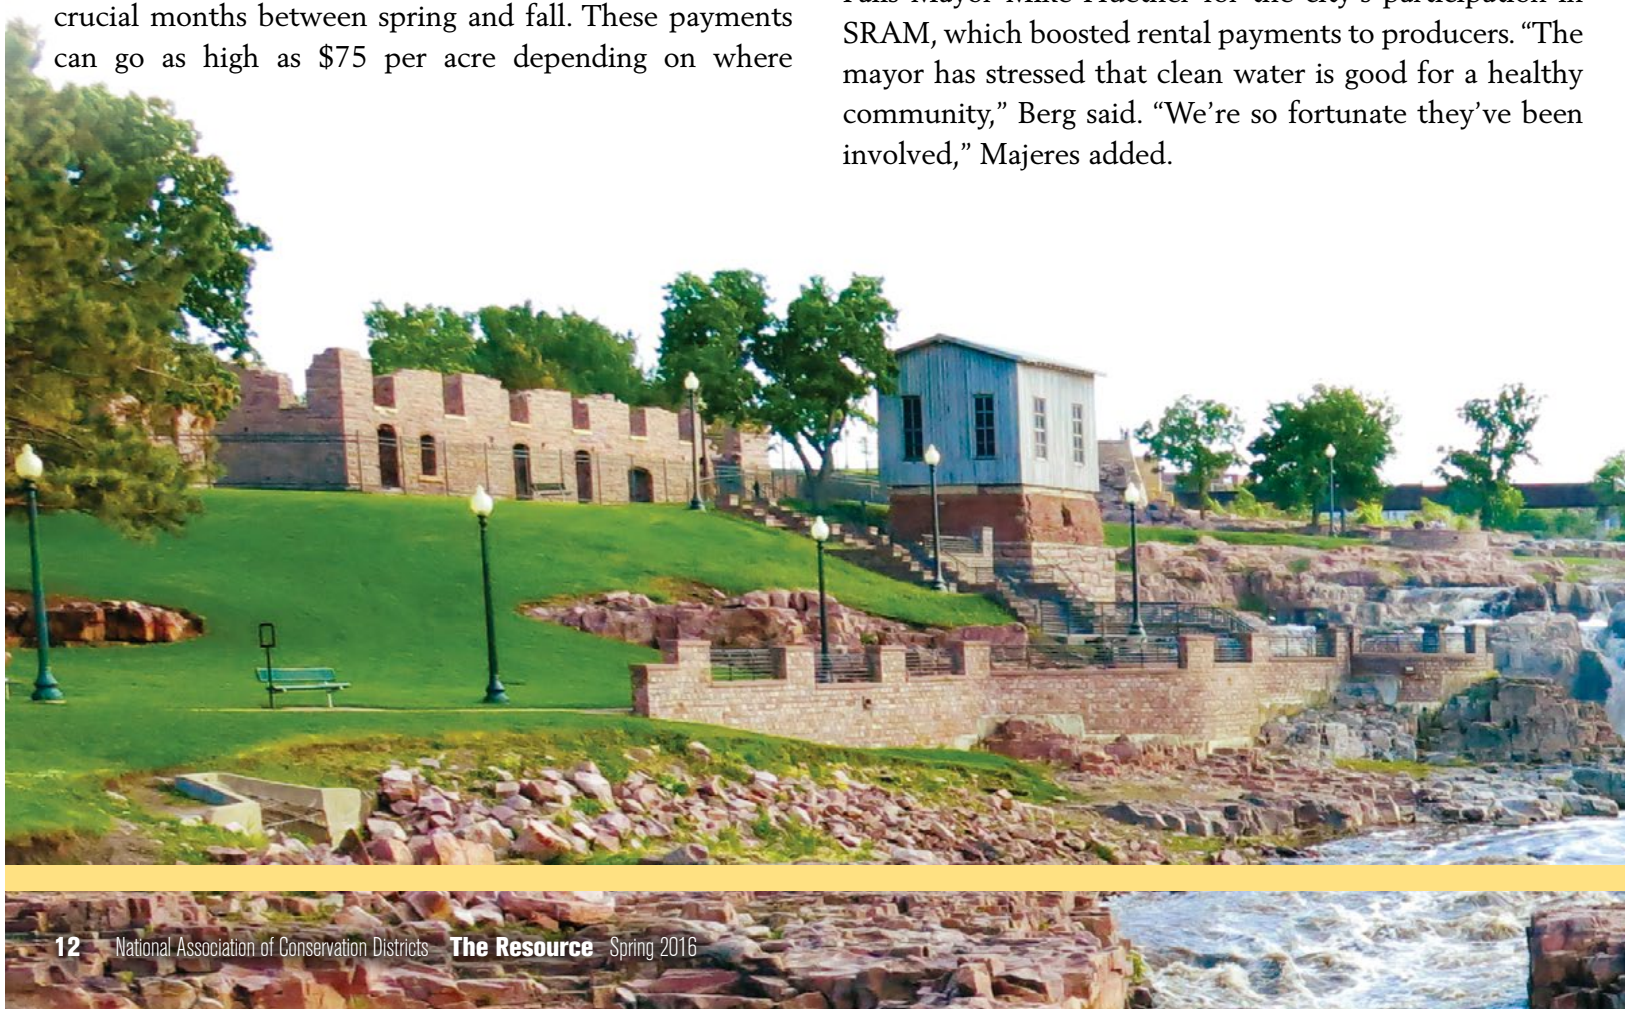 crucial months between spring and fall. These payments
can go as high as $75 per acre depending on where
SRAM, which boosted rental payments to producers. “The
mayor has stressed that clean water is good for a healthy
community,” Berg said. “We’re so fortunate they’ve been
involved,” Majeres added.
12 National Association of Conservation Districts The Resource Spring 2016